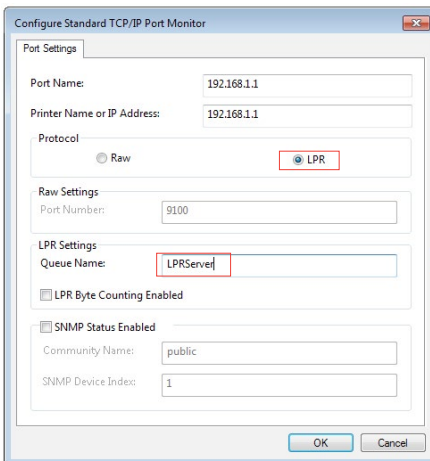 Configure Standard TCP/IP Port Monitor
Port Settings
Port Name: 192.168.1.1
Printer Name or IP Address: 192.168.1.1
Protocol
Raw LPR
Raw Settings
Port Number: 9100
LPR Settings
Queue Name: LPRServer
LPR Byte Counting Enabled
SNMP Status Enabled
Community Name: public
SNMP Device Index: 1
OK Cancel